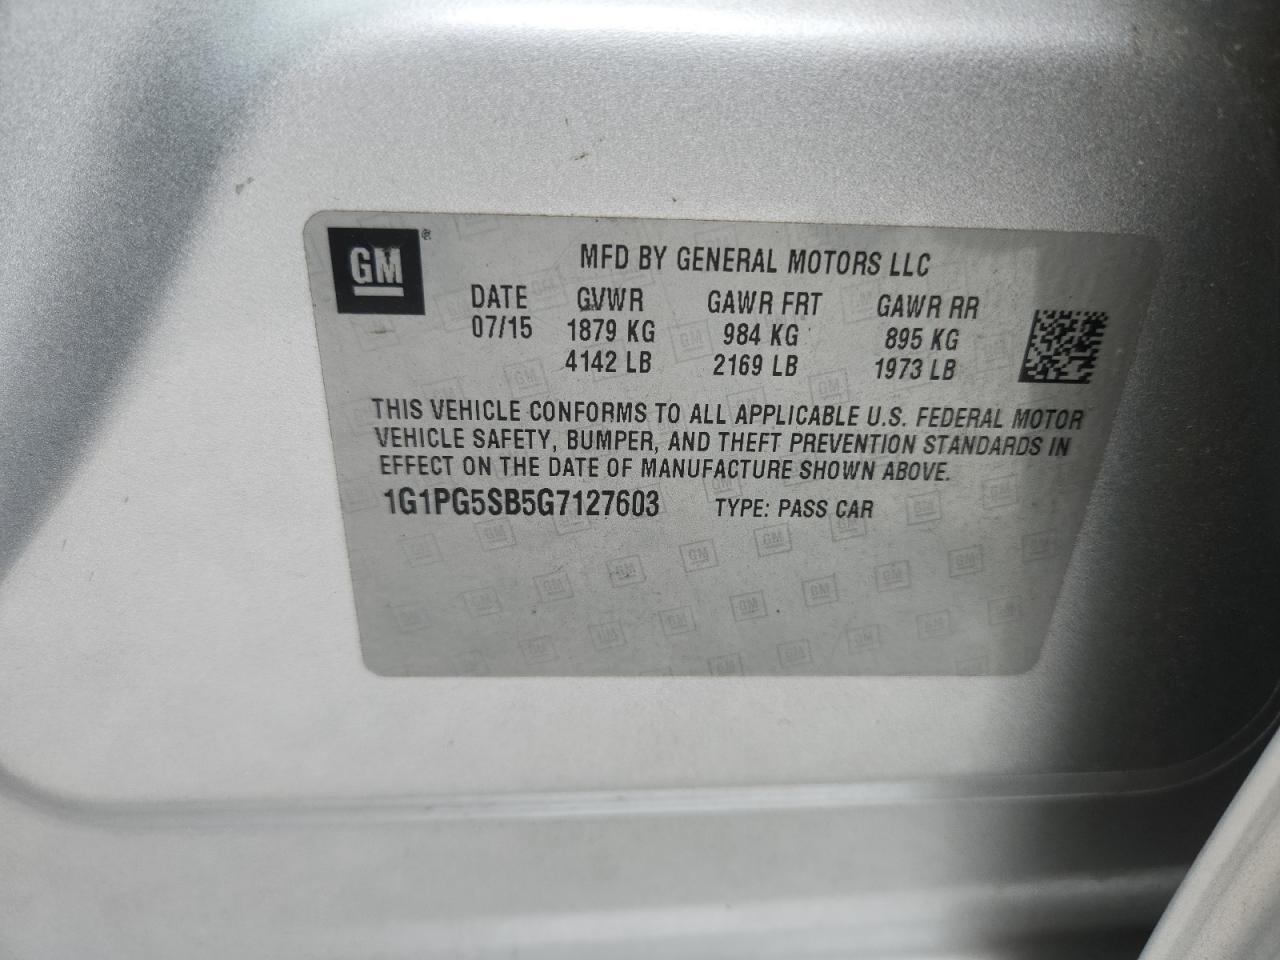 GM®
MFD BY GENERAL MOTORS LLC
DATE GVWR GAWR FRT GAWR RR
07/15 1879 KG 984 KG 895 KG
4142 LB 2169 LB 1973 LB
THIS VEHICLE CONFORMS TO ALL APPLICABLE U.S. FEDERAL MOTOR
VEHICLE SAFETY, BUMPER, AND THEFT PREVENTION STANDARDS IN
EFFECT ON THE DATE OF MANUFACTURE SHOWN ABOVE.
1G1PG5SB5G7127603 TYPE: PASS CAR